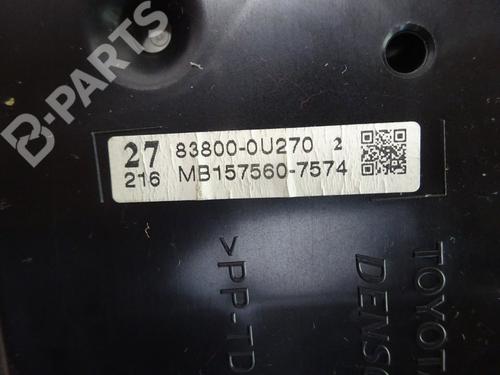 B-PARTS
27 83800-0U270 2
216 MB157560-7574
>PP-TD
TOYOTA
DENSO